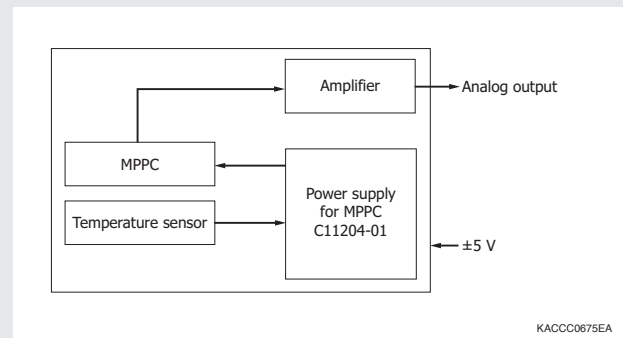 Amplifier
Analog output
MPPC
Power supply
for MPPC
C11204-01
Temperature sensor
±5 V
KACCC0675EA